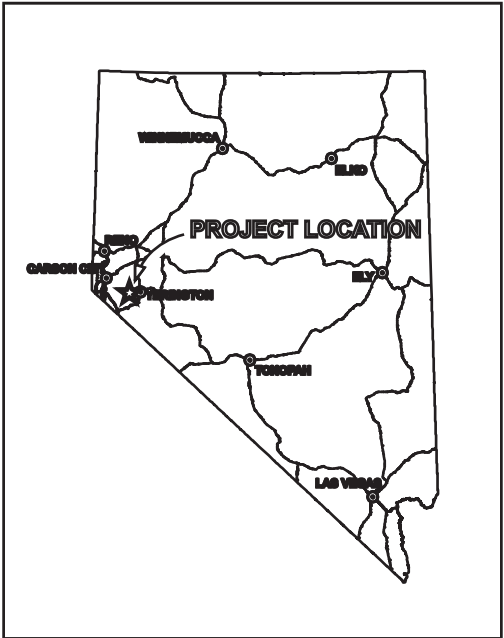 WINNEMUCCA
ELKO
RENO
PROJECT LOCATION
CARSON CITY
ELY
YERINGTON
TONOPAH
LAS VEGAS